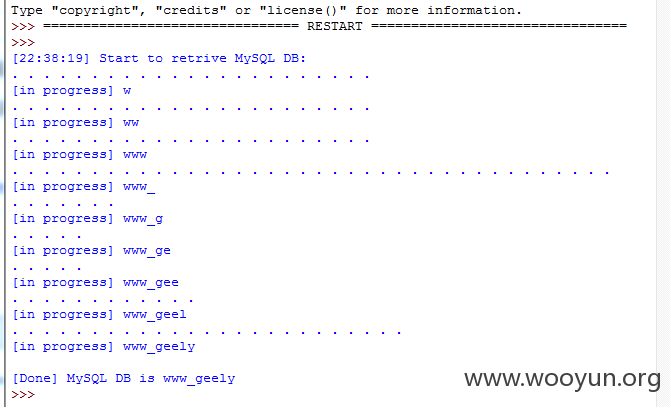 Type "copyright", "credits" or "license()" for more information.
>>> ================================ RESTART ================================
>>>
[22:38:19] Start to retrive MySQL DB:
. . . . . . . . . . . . . . . . . . . . . . .
[in progress] w
. . . . . . . . . . . . . . . . . . . . . . .
[in progress] ww
. . . . . . . . . . . . . . . . . . . . . . .
[in progress] www
. . . . . . . . . . . . . . . . . . . . . . . . . . . . . . . . . . . . . .
[in progress] www_
. . . . . . .
[in progress] www_g
. . . . .
[in progress] www_ge
. . . . .
[in progress] www_gee
. . . . . . . . . . . .
[in progress] www_geel
. . . . . . . . . . . . . . . . . . . . . . . . .
[in progress] www_geely
[Done] MySQL DB is www_geely
>>>
www.wooyun.org